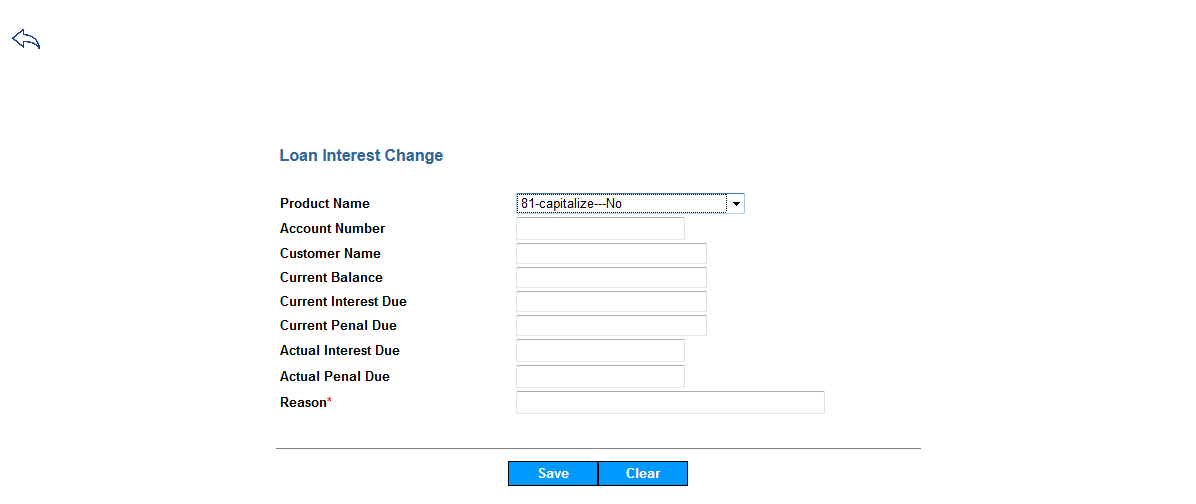 Loan Interest Change
Product Name 81-capitalize---No
Account Number
Customer Name
Current Balance
Current Interest Due
Current Penal Due
Actual Interest Due
Actual Penal Due
Reason*
Save Clear